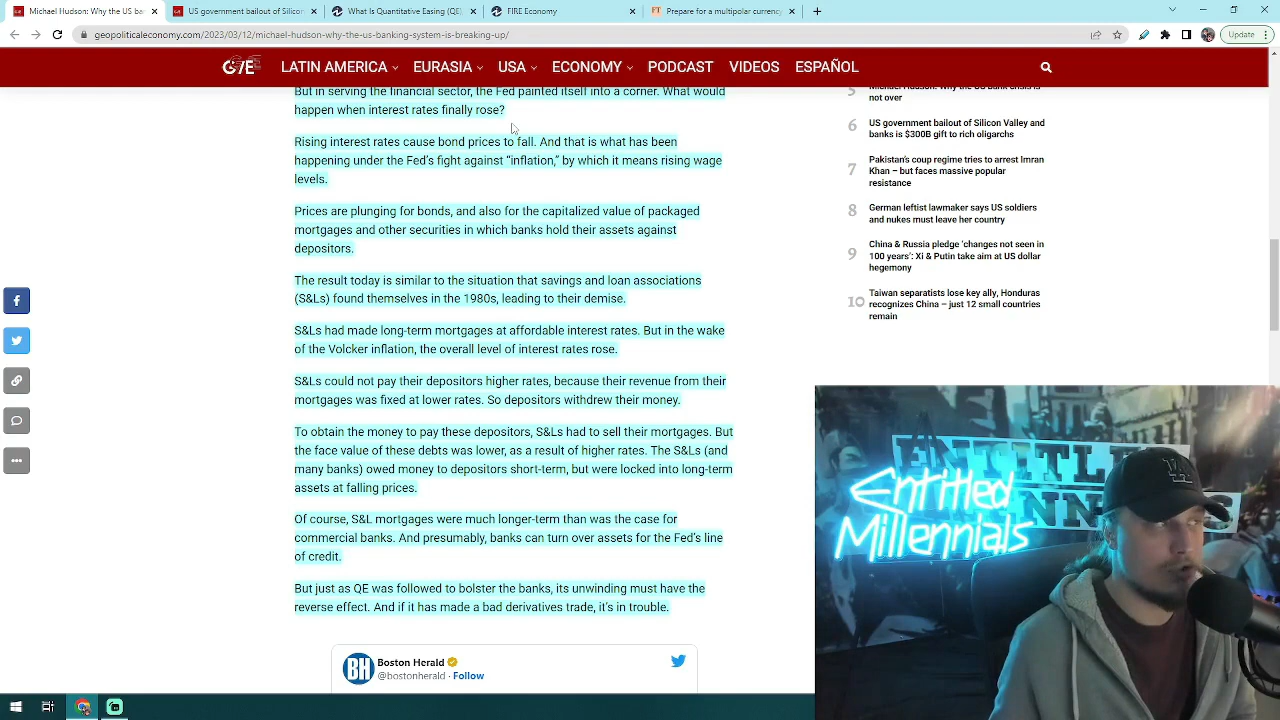 Michael Hudson: Why the US ba
US government bailout of Silicon
What Is Quantitative Easing (QE)
FIRE Economy
FT
Prepare for a multipolar currency
geopoliticaleconomy.com/2023/03/12/michael-hudson-why-the-us-banking-system-is-breaking-up/
Update
LATIN AMERICA
EURASIA
USA
ECONOMY
PODCAST
VIDEOS
ESPAÑOL
But in serving the financial sector, the Fed painted itself into a corner. What would
happen when interest rates finally rose?
Rising interest rates cause bond prices to fall. And that is what has been
happening under the Fed's fight against “inflation,” by which it means rising wage
levels.
Prices are plunging for bonds, and also for the capitalized value of packaged
mortgages and other securities in which banks hold their assets against
depositors.
The result today is similar to the situation that savings and loan associations
(S&Ls) found themselves in the 1980s, leading to their demise.
S&Ls had made long-term mortgages at affordable interest rates. But in the wake
of the Volcker inflation, the overall level of interest rates rose.
S&Ls could not pay their depositors higher rates, because their revenue from their
mortgages was fixed at lower rates. So depositors withdrew their money.
To obtain the money to pay these depositors, S&Ls had to sell their mortgages. But
the face value of these debts was lower, as a result of higher rates. The S&Ls (and
many banks) owed money to depositors short-term, but were locked into long-term
assets at falling prices.
Of course, S&L mortgages were much longer-term than was the case for
commercial banks. And presumably, banks can turn over assets for the Fed's line
of credit.
But just as QE was followed to bolster the banks, its unwinding must have the
reverse effect. And if it has made a bad derivatives trade, it's in trouble.
BH
Boston Herald
@bostonherald · Follow
5 Michael Hudson: Why the US bank crisis is
not over
6 US government bailout of Silicon Valley and
banks is $300B gift to rich oligarchs
7 Pakistan's coup regime tries to arrest Imran
Khan – but faces massive popular
resistance
8 German leftist lawmaker says US soldiers
and nukes must leave her country
9 China & Russia pledge ‘changes not seen in
100 years’: Xi & Putin take aim at US dollar
hegemony
10 Taiwan separatists lose key ally, Honduras
recognizes China – just 12 small countries
remain
Entitled
Millennials
LA